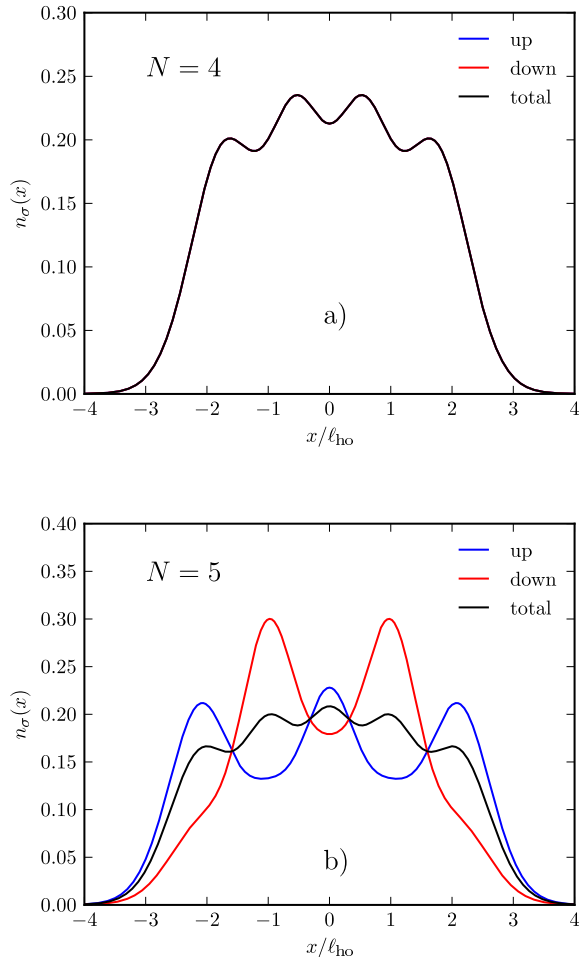 0.30
0.25
0.20
0.15
0.10
0.05
0.00
n_σ(x)
N = 4
up
down
total
a)
−4 −3 −2 −1 0 1 2 3 4
x/ℓ_ho
0.40
0.35
0.30
0.25
0.20
0.15
0.10
0.05
0.00
n_σ(x)
N = 5
up
down
total
b)
−4 −3 −2 −1 0 1 2 3 4
x/ℓ_ho